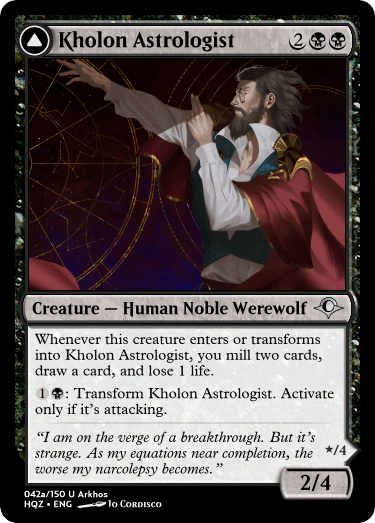 Kholon Astrologist 2
Creature — Human Noble Werewolf
Whenever this creature enters or transforms
into Kholon Astrologist, you mill two cards,
draw a card, and lose 1 life.
1 : Transform Kholon Astrologist. Activate
only if it's attacking.
“I am on the verge of a breakthrough. But it's
strange. As my equations near completion, the
worse my narcolepsy becomes.”
*/4
2/4
042a/150 U Arkhos
HQZ • ENG Jo Cordisco